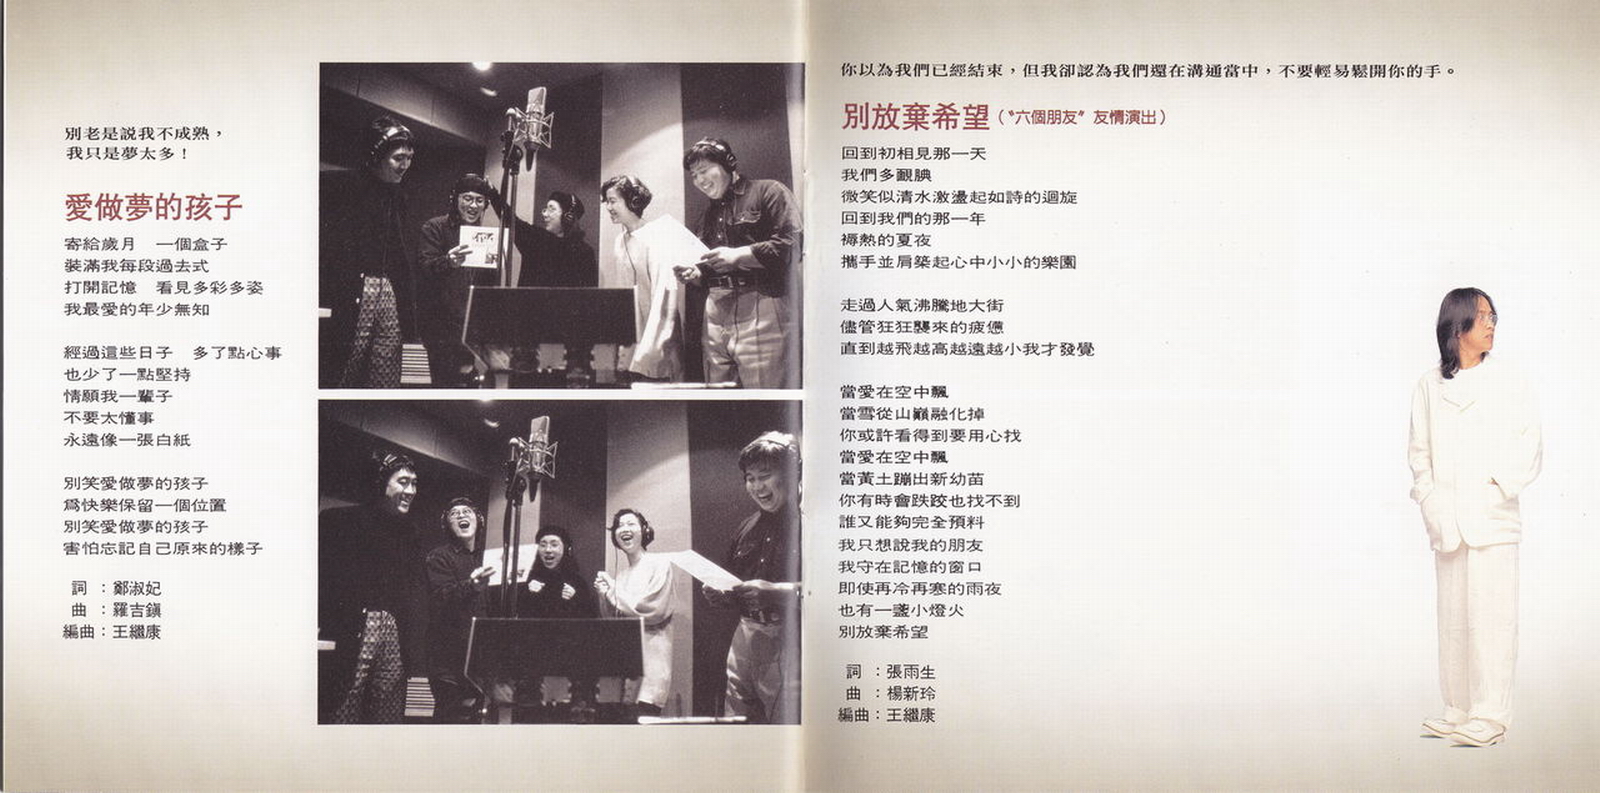 別老是說我不成熟，
我只是夢太多！
愛做夢的孩子
寄給歲月　一個盒子
裝滿我每段過去式
打開記憶　看見多彩多姿
我最愛的年少無知
經過這些日子　多了點心事
也少了一點堅持
情願我一輩子
不要太懂事
永遠像一張白紙
別笑愛做夢的孩子
爲快樂保留一個位置
別笑愛做夢的孩子
害怕忘記自己原來的樣子
詞　：鄭淑妃
曲　：羅吉鎮
編曲：王繼康
你以為我們已經結束，但我卻認為我們還在溝通當中，不要輕易鬆開你的手。
別放棄希望（〝六個朋友〞友情演出）
回到初相見那一天
我們多覼腆
微笑似清水激盪起如詩的迴旋
回到我們的那一年
褥熱的夏夜
攜手並肩築起心中小小的樂園
走過人氣沸騰地大街
儘管狂狂襲來的疲憊
直到越飛越高越遠越小我才發覺
當愛在空中飄
當雪從山巔融化掉
你或許看得到要用心找
當愛在空中飄
當黃土蹦出新幼苗
你有時會跌跤也找不到
誰又能夠完全預料
我只想說我的朋友
我守在記憶的窗口
即使再冷再寒的雨夜
也有一盞小燈火
別放棄希望
詞　：張雨生
曲　：楊新玲
編曲：王繼康